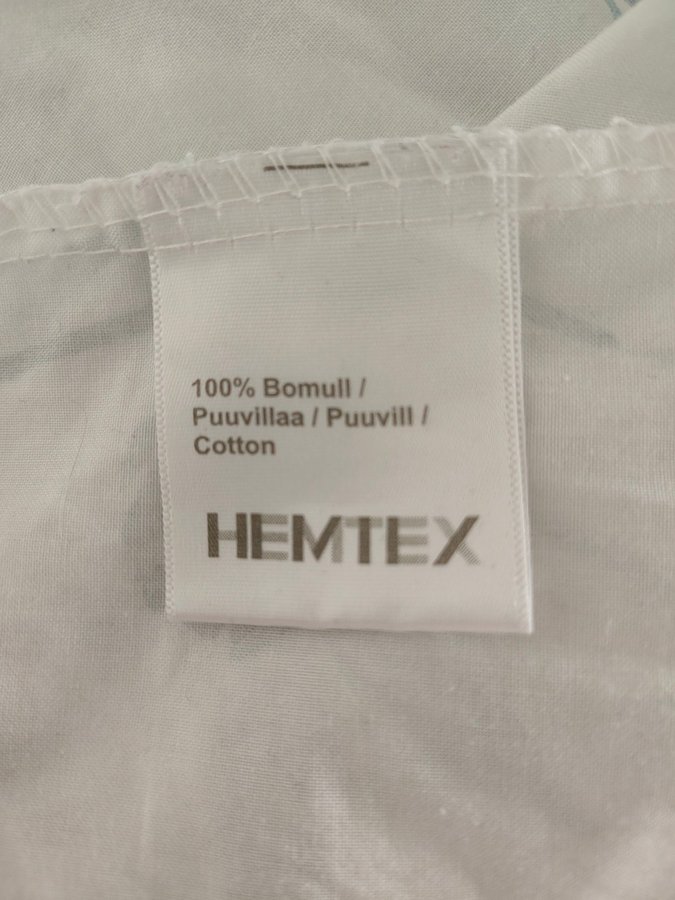 100% Bomull /
Puuvillaa / Puuvill /
Cotton
HEMTEX